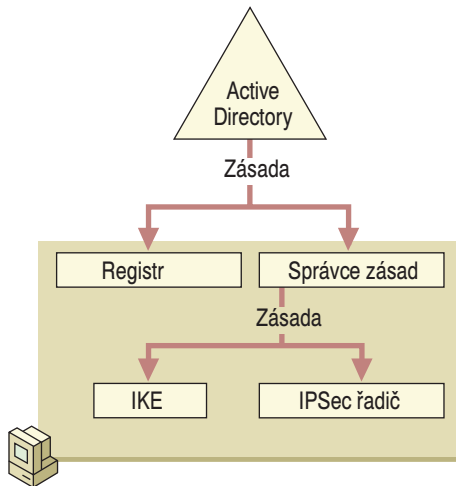 Active
Directory
Zásada
Registr
Správce zásad
Zásada
IKE
IPSec řadič